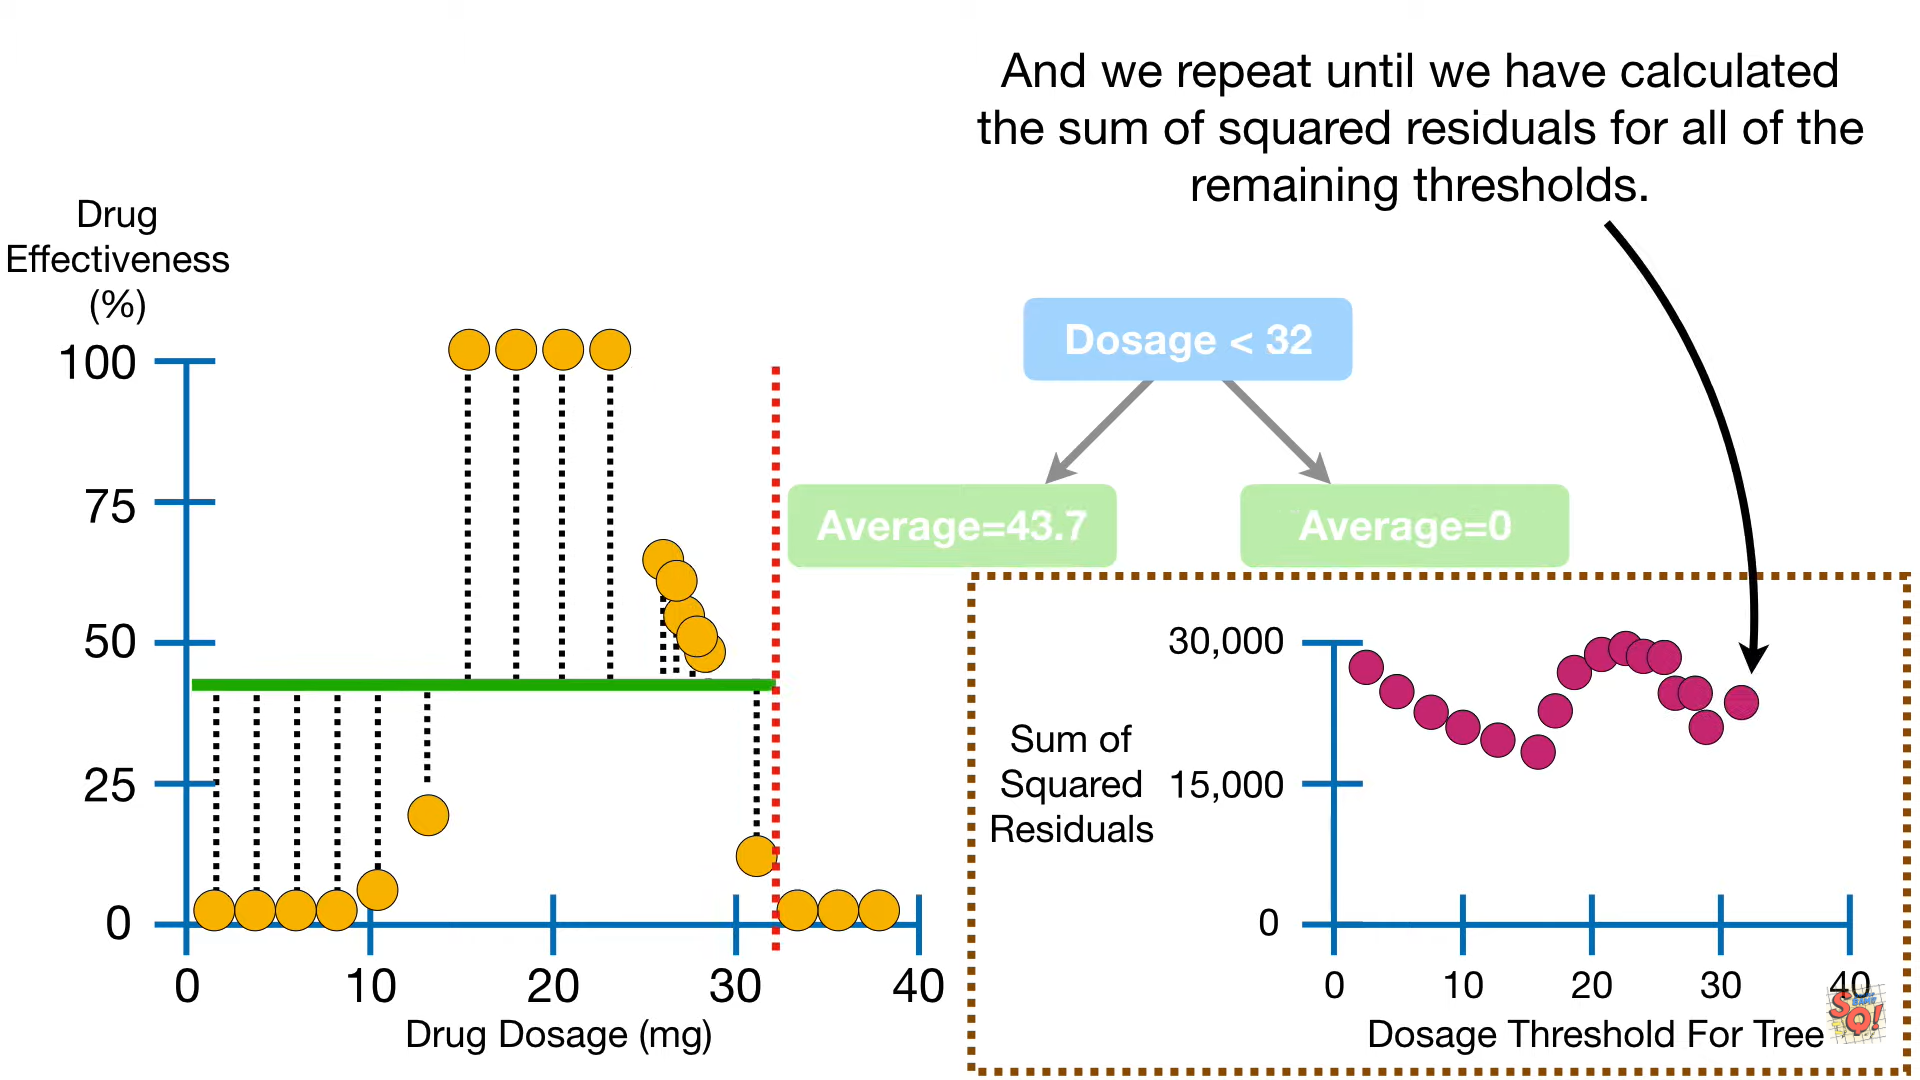 And we repeat until we have calculated
the sum of squared residuals for all of the
remaining thresholds.
Drug
Effectiveness
(%)
100
75
50
25
0
0 10 20 30 40
Drug Dosage (mg)
Dosage < 32
Average=43.7 Average=0
30,000
15,000
0
Sum of
Squared
Residuals
0 10 20 30 40
Dosage Threshold For Tree
SQ!